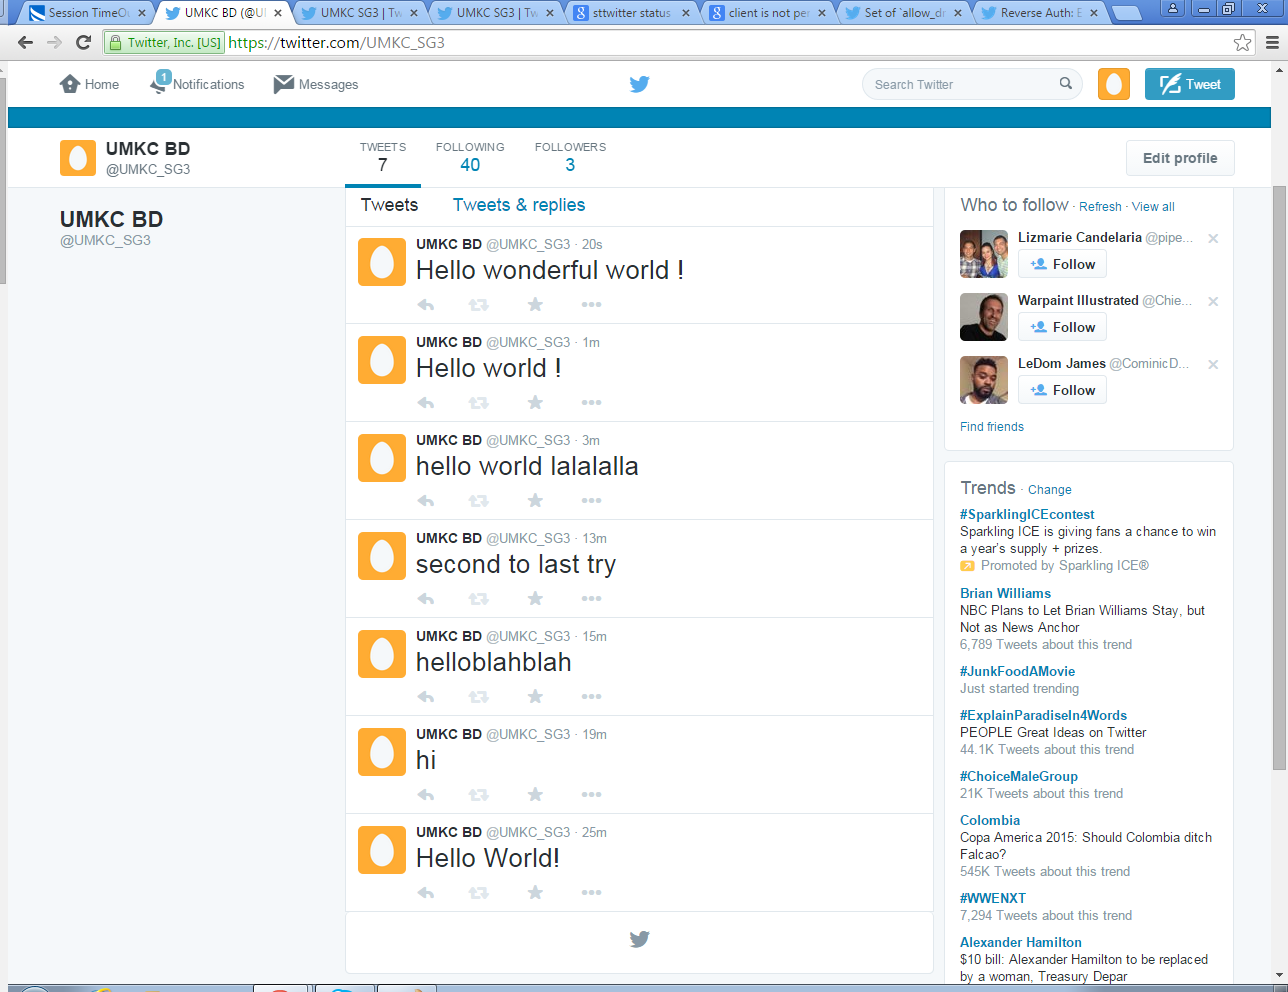 Session TimeOu
UMKC BD (@U
UMKC SG3 | Tw
UMKC SG3 | Tw
sttwitter status
client is not per
Set of `allow_dr
Reverse Auth: E
Twitter, Inc. [US] https://twitter.com/UMKC_SG3
Home
1
Notifications
Messages
Search Twitter
Tweet
UMKC BD
@UMKC_SG3
TWEETS
7
FOLLOWING
40
FOLLOWERS
3
Edit profile
UMKC BD
@UMKC_SG3
Tweets
Tweets & replies
UMKC BD @UMKC_SG3 · 20s
Hello wonderful world !
UMKC BD @UMKC_SG3 · 1m
Hello world !
UMKC BD @UMKC_SG3 · 3m
hello world lalalalla
UMKC BD @UMKC_SG3 · 13m
second to last try
UMKC BD @UMKC_SG3 · 15m
helloblahblah
UMKC BD @UMKC_SG3 · 19m
hi
UMKC BD @UMKC_SG3 · 25m
Hello World!
Who to follow · Refresh · View all
Lizmarie Candelaria @pipe...
Follow
Warpaint Illustrated @Chie...
Follow
LeDom James @CominicD...
Follow
Find friends
Trends · Change
#SparklingICEcontest
Sparkling ICE is giving fans a chance to win
a year's supply + prizes.
Promoted by Sparkling ICE®
Brian Williams
NBC Plans to Let Brian Williams Stay, but
Not as News Anchor
6,789 Tweets about this trend
#JunkFoodAMovie
Just started trending
#ExplainParadiseIn4Words
PEOPLE Great Ideas on Twitter
44.1K Tweets about this trend
#ChoiceMaleGroup
21K Tweets about this trend
Colombia
Copa America 2015: Should Colombia ditch
Falcao?
545K Tweets about this trend
#WWENXT
7,294 Tweets about this trend
Alexander Hamilton
$10 bill: Alexander Hamilton to be replaced
by a woman, Treasury Depar